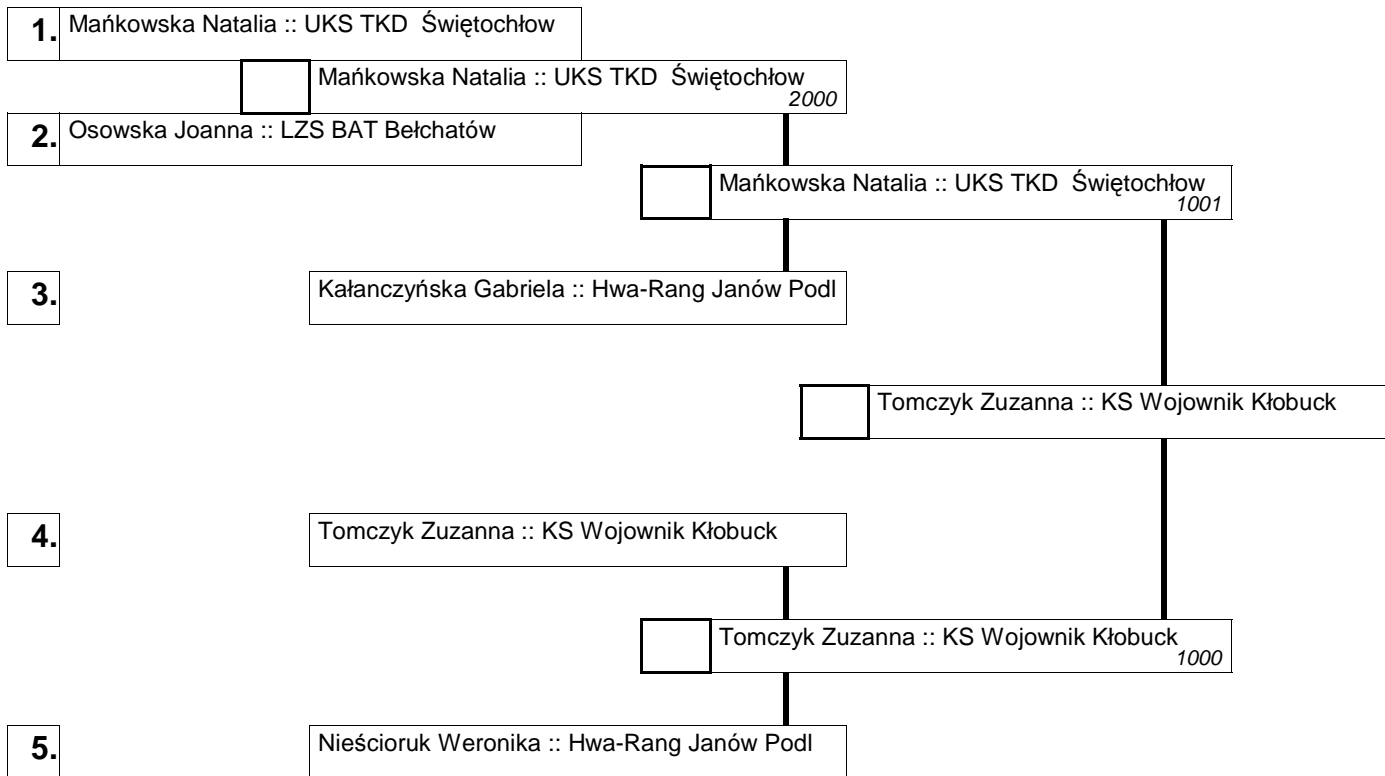 1. Mańkowska Natalia :: UKS TKD  Świętochłow
Mańkowska Natalia :: UKS TKD  Świętochłow
2000
2. Osowska Joanna :: LZS BAT Bełchatów
Mańkowska Natalia :: UKS TKD  Świętochłow
1001
3. Kałanczyńska Gabriela :: Hwa-Rang Janów Podl
Tomczyk Zuzanna :: KS Wojownik Kłobuck
4. Tomczyk Zuzanna :: KS Wojownik Kłobuck
Tomczyk Zuzanna :: KS Wojownik Kłobuck
1000
5. Nieścioruk Weronika :: Hwa-Rang Janów Podl